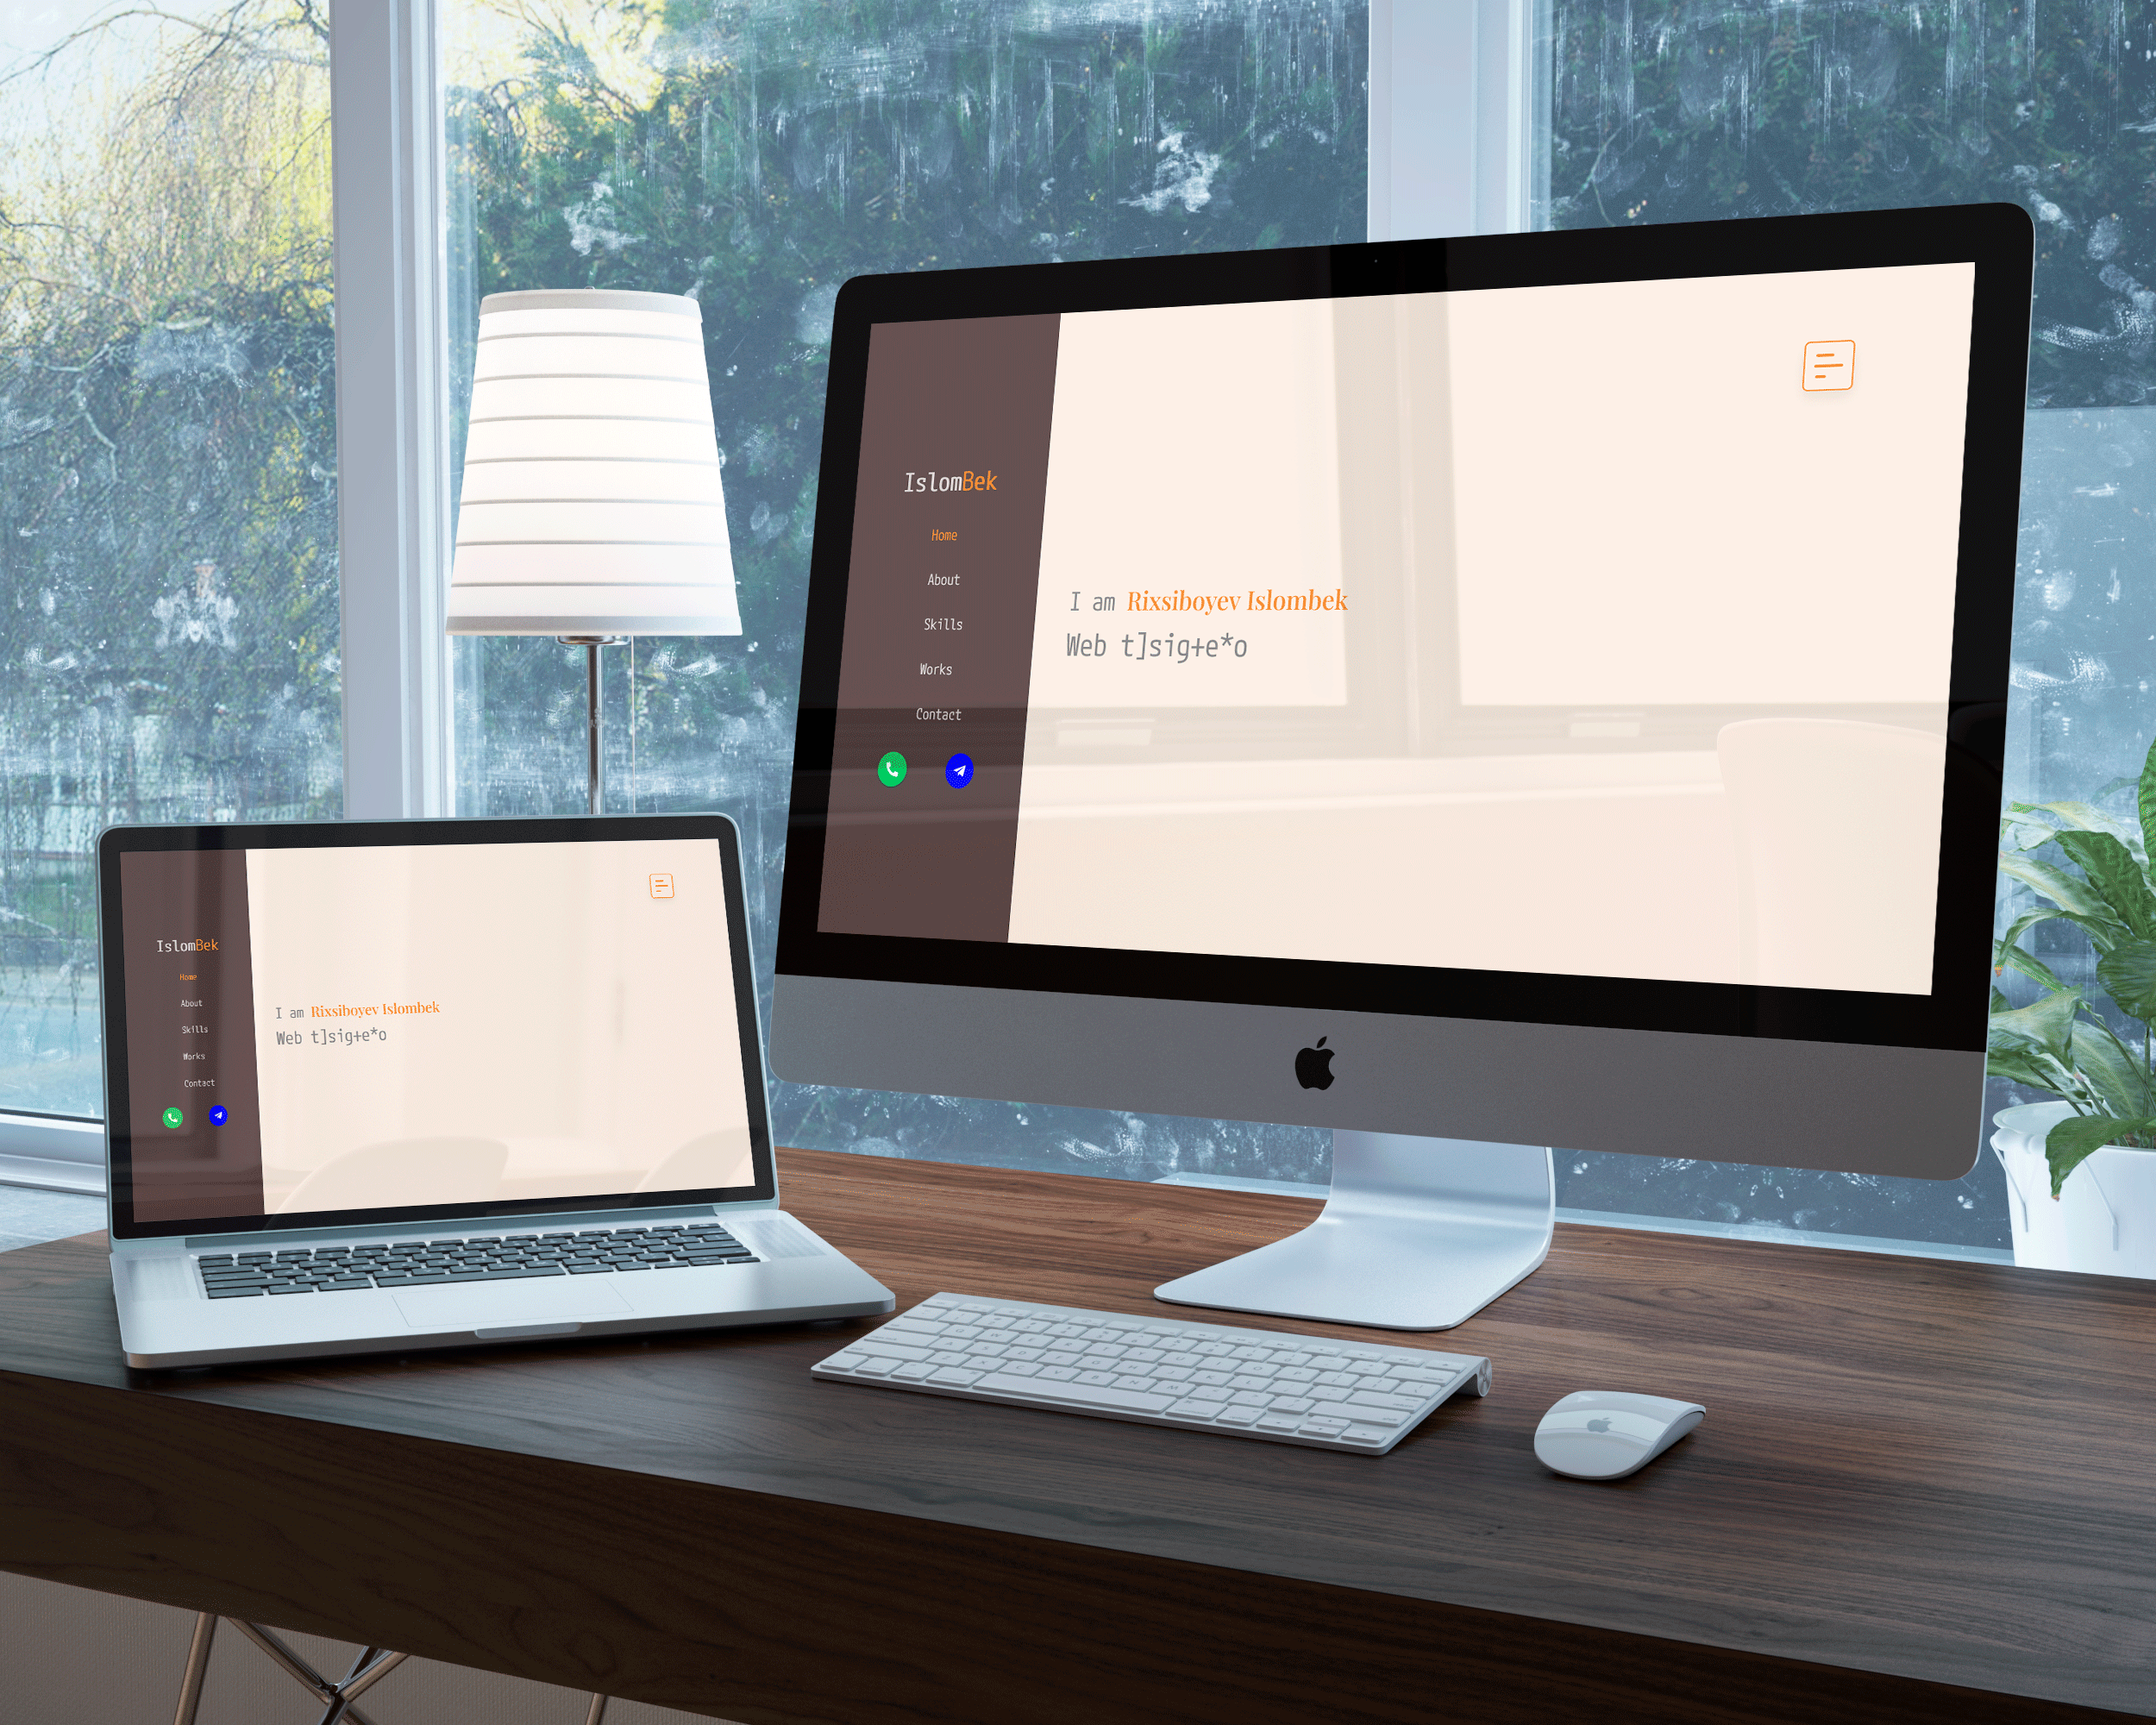 IslomBek
Home
About
Skills
Works
Contact
I am Rixsiboyev Islombek
Web t]sig+e*o
IslomBek
Home
About
Skills
Works
Contact
I am Rixsiboyev Islombek
Web t]sig+e*o